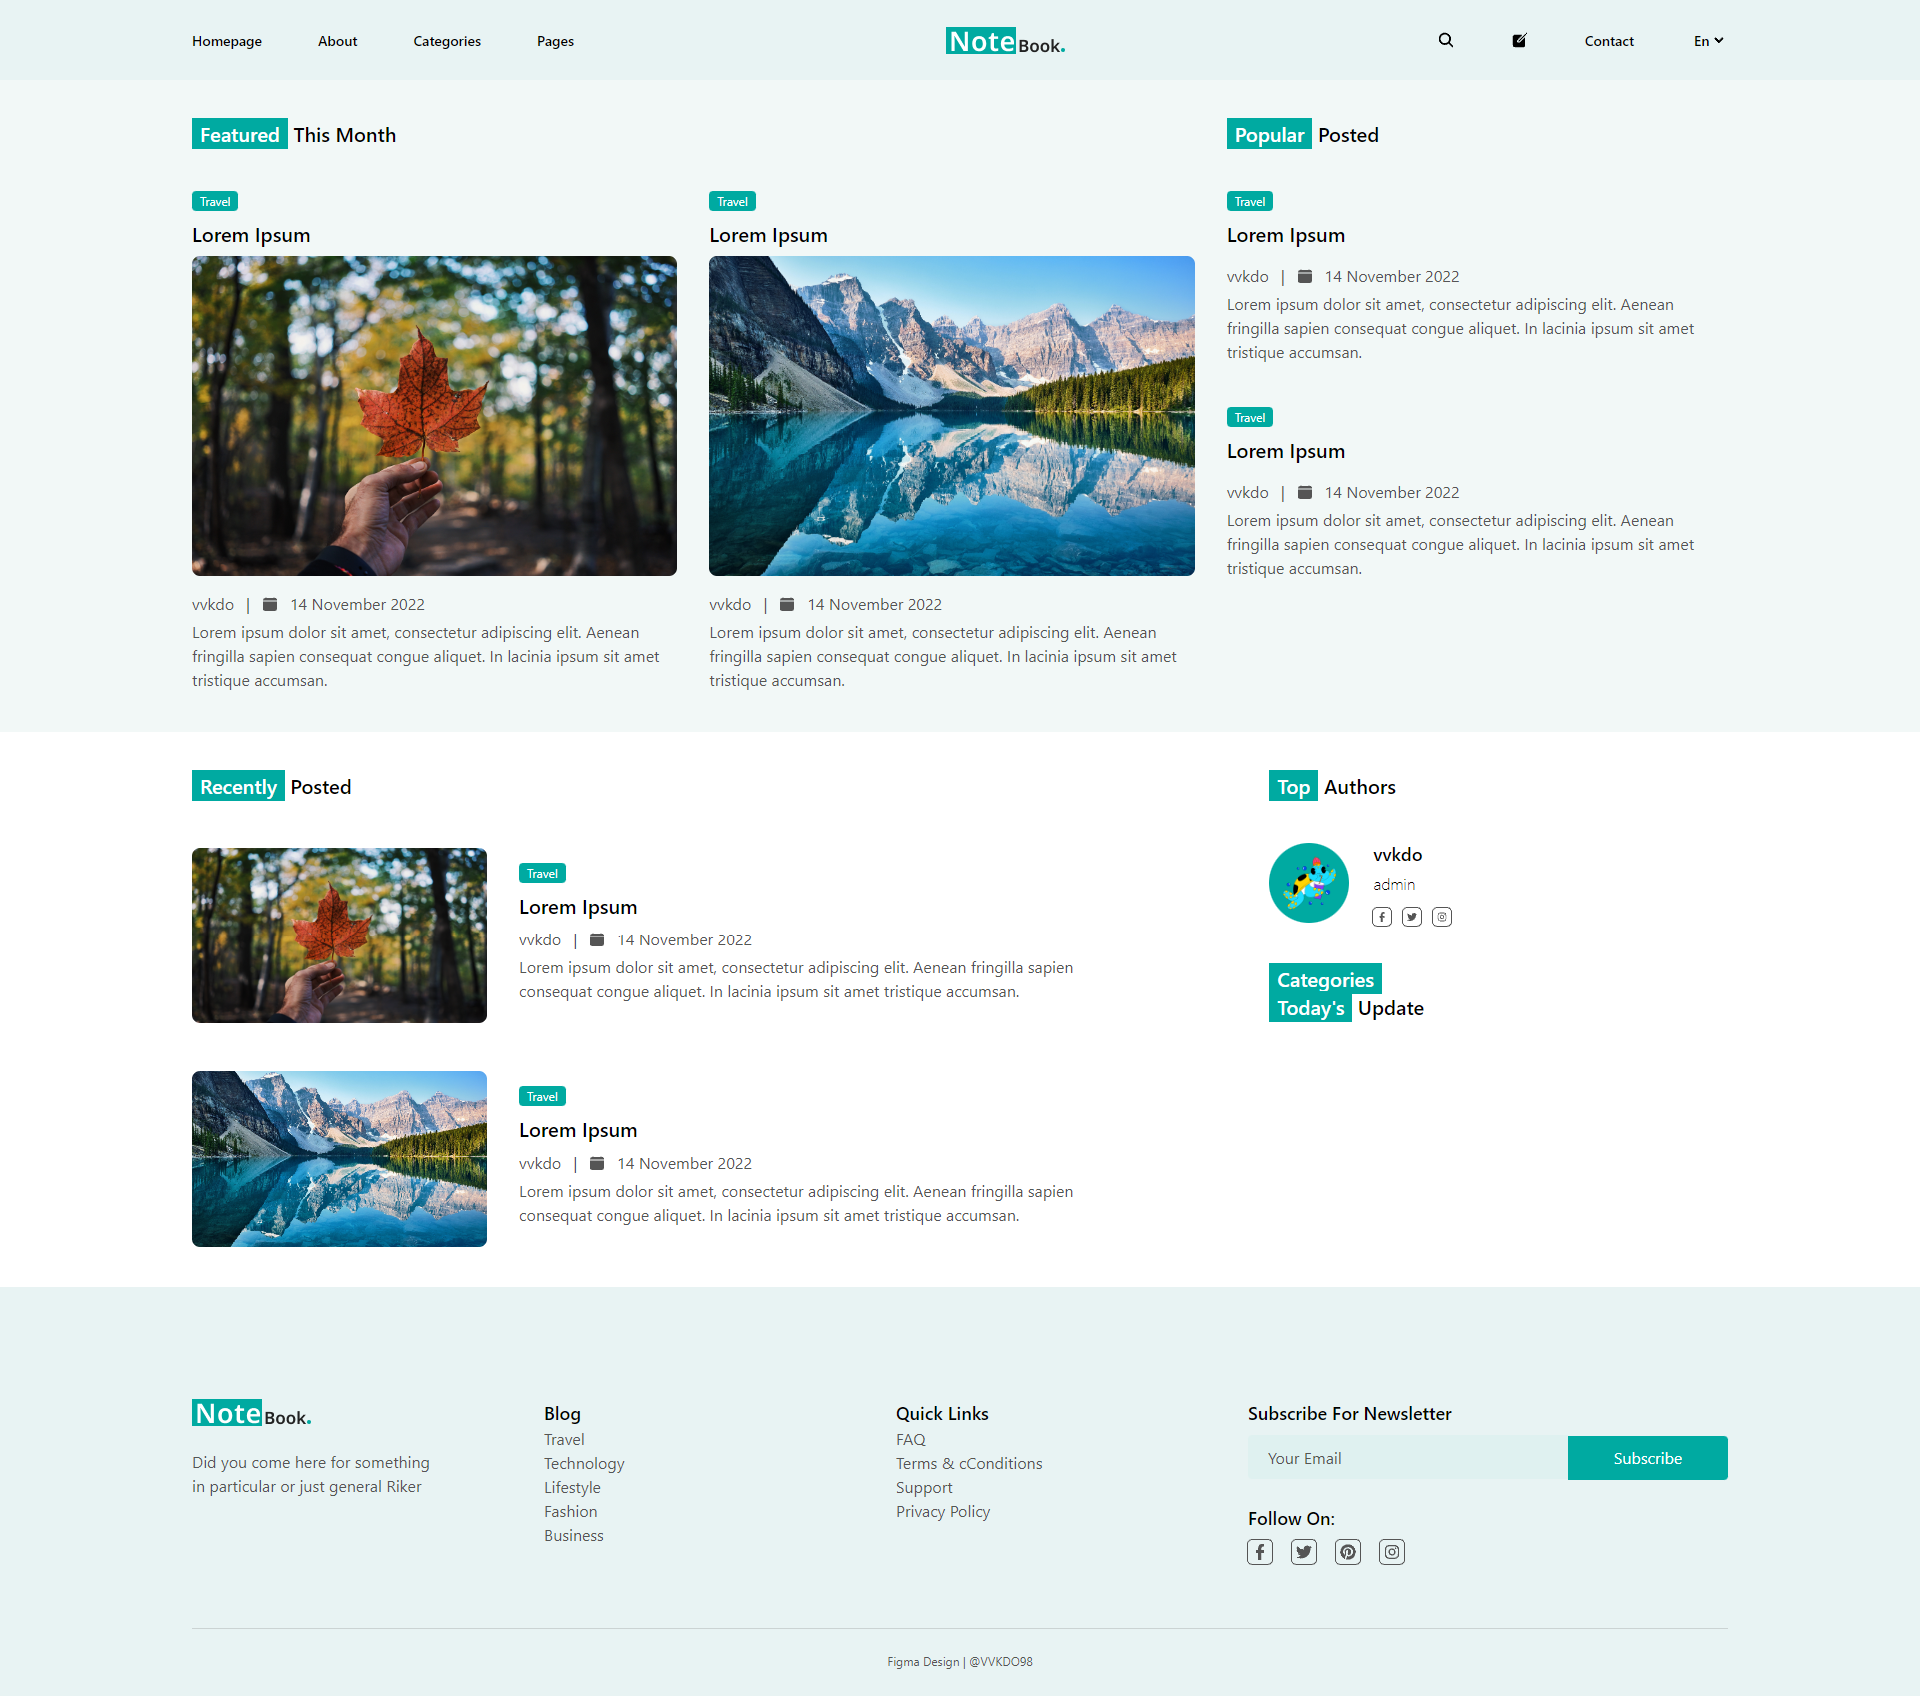 Homepage About Categories Pages NoteBook. Contact En
Featured This Month
Travel
Lorem Ipsum
vvkdo | 14 November 2022
Lorem ipsum dolor sit amet, consectetur adipiscing elit. Aenean
fringilla sapien consequat congue aliquet. In lacinia ipsum sit amet
tristique accumsan.
Travel
Lorem Ipsum
vvkdo | 14 November 2022
Lorem ipsum dolor sit amet, consectetur adipiscing elit. Aenean
fringilla sapien consequat congue aliquet. In lacinia ipsum sit amet
tristique accumsan.
Popular Posted
Travel
Lorem Ipsum
vvkdo | 14 November 2022
Lorem ipsum dolor sit amet, consectetur adipiscing elit. Aenean
fringilla sapien consequat congue aliquet. In lacinia ipsum sit amet
tristique accumsan.
Travel
Lorem Ipsum
vvkdo | 14 November 2022
Lorem ipsum dolor sit amet, consectetur adipiscing elit. Aenean
fringilla sapien consequat congue aliquet. In lacinia ipsum sit amet
tristique accumsan.
Recently Posted
Travel
Lorem Ipsum
vvkdo | 14 November 2022
Lorem ipsum dolor sit amet, consectetur adipiscing elit. Aenean fringilla sapien
consequat congue aliquet. In lacinia ipsum sit amet tristique accumsan.
Travel
Lorem Ipsum
vvkdo | 14 November 2022
Lorem ipsum dolor sit amet, consectetur adipiscing elit. Aenean fringilla sapien
consequat congue aliquet. In lacinia ipsum sit amet tristique accumsan.
Top Authors
vvkdo
admin
Categories
Today's Update
NoteBook.
Did you come here for something
in particular or just general Riker
Blog
Travel
Technology
Lifestyle
Fashion
Business
Quick Links
FAQ
Terms & cConditions
Support
Privacy Policy
Subscribe For Newsletter
Your Email Subscribe
Follow On:
Figma Design | @VVKDO98